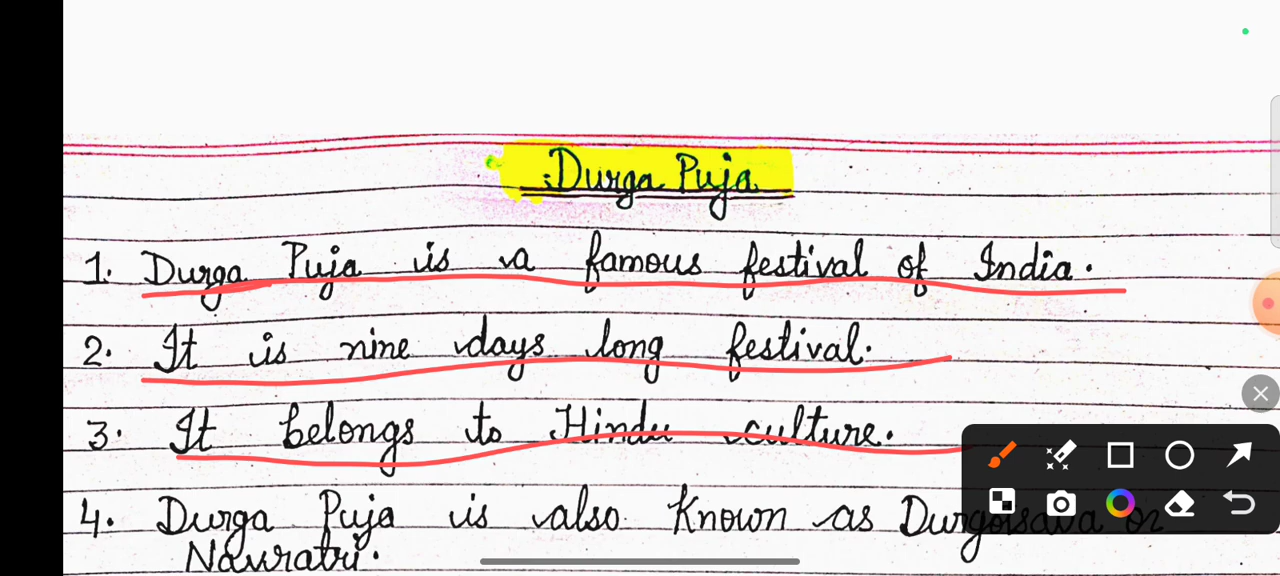 Durga Puja
1. Durga Puja is a famous festival of India.
2. It is nine days long festival.
3. It belongs to Hindu culture.
4. Durga Puja is also Known as Durgotsava or
Navratri.